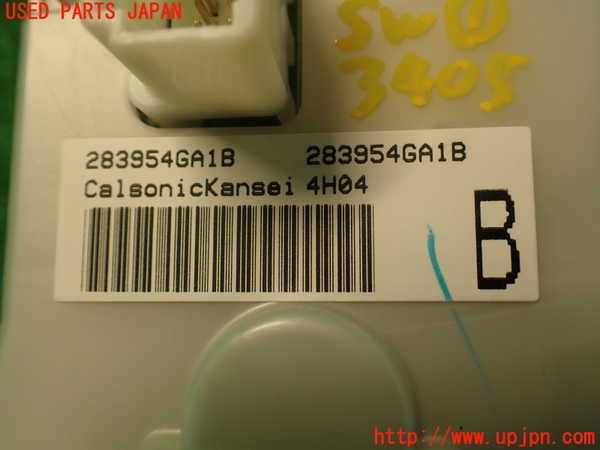 USED PARTS JAPAN
SW①
3405
283954GA1B 283954GA1B
CalsonicKansei 4H04
B
http://www.upjpn.com